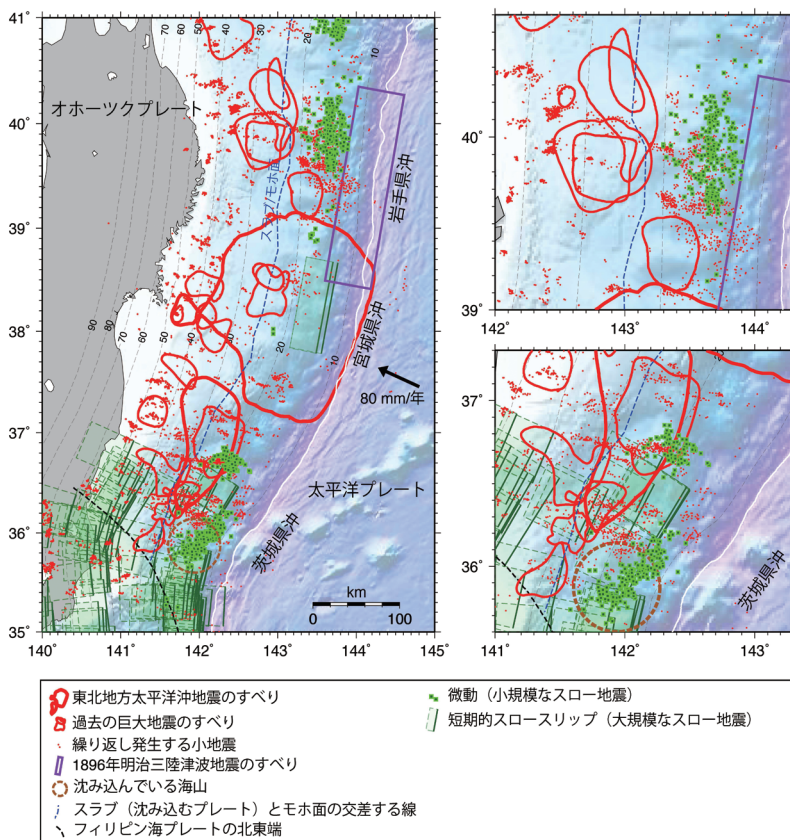 41°
40°
39°
38°
37°
36°
35°
140°
141°
142°
143°
144°
145°
70
60
50
40
30
20
10
オホーツクプレート
スラブ/モホ面
岩手県沖
宮城県沖
90
80
70
60
50
40
30
20
10
80 mm/年
太平洋プレート
茨城県沖
km
0
100
40°
39°
142°
143°
144°
37°
36°
141°
142°
143°
茨城県沖
東北地方太平洋沖地震のすべり
過去の巨大地震のすべり
繰り返し発生する小地震
1896年明治三陸津波地震のすべり
沈み込んでいる海山
スラブ（沈み込むプレート）とモホ面の交差する線
フィリピン海プレートの北東端
微動（小規模なスロー地震）
短期的スロースリップ（大規模なスロー地震）